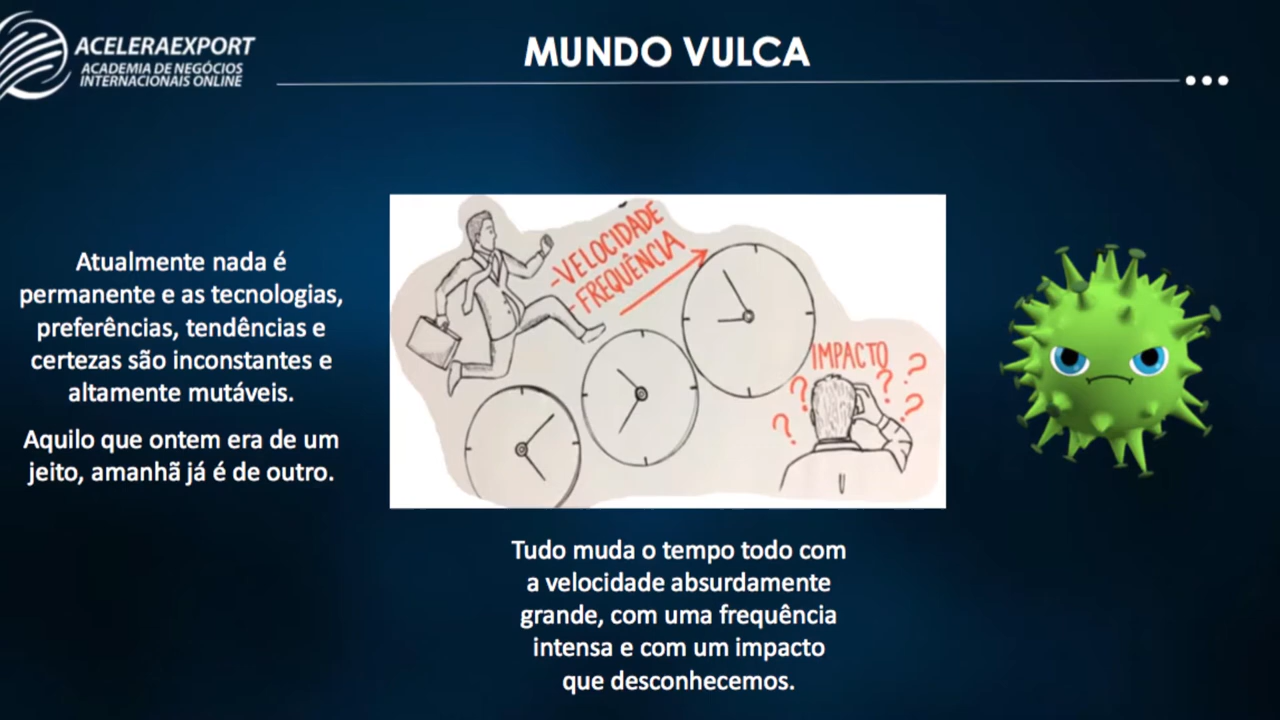 ACELERAEXPORT
ACADEMIA DE NEGÓCIOS
INTERNACIONAIS ONLINE
MUNDO VULCA
Atualmente nada é
permanente e as tecnologias,
preferências, tendências e
certezas são inconstantes e
altamente mutáveis.
Aquilo que ontem era de um
jeito, amanhã já é de outro.
-VELOCIDADE
-FREQUÊNCIA
IMPACTO
? ? ? ? ?
Tudo muda o tempo todo com
a velocidade absurdamente
grande, com uma frequência
intensa e com um impacto
que desconhecemos.